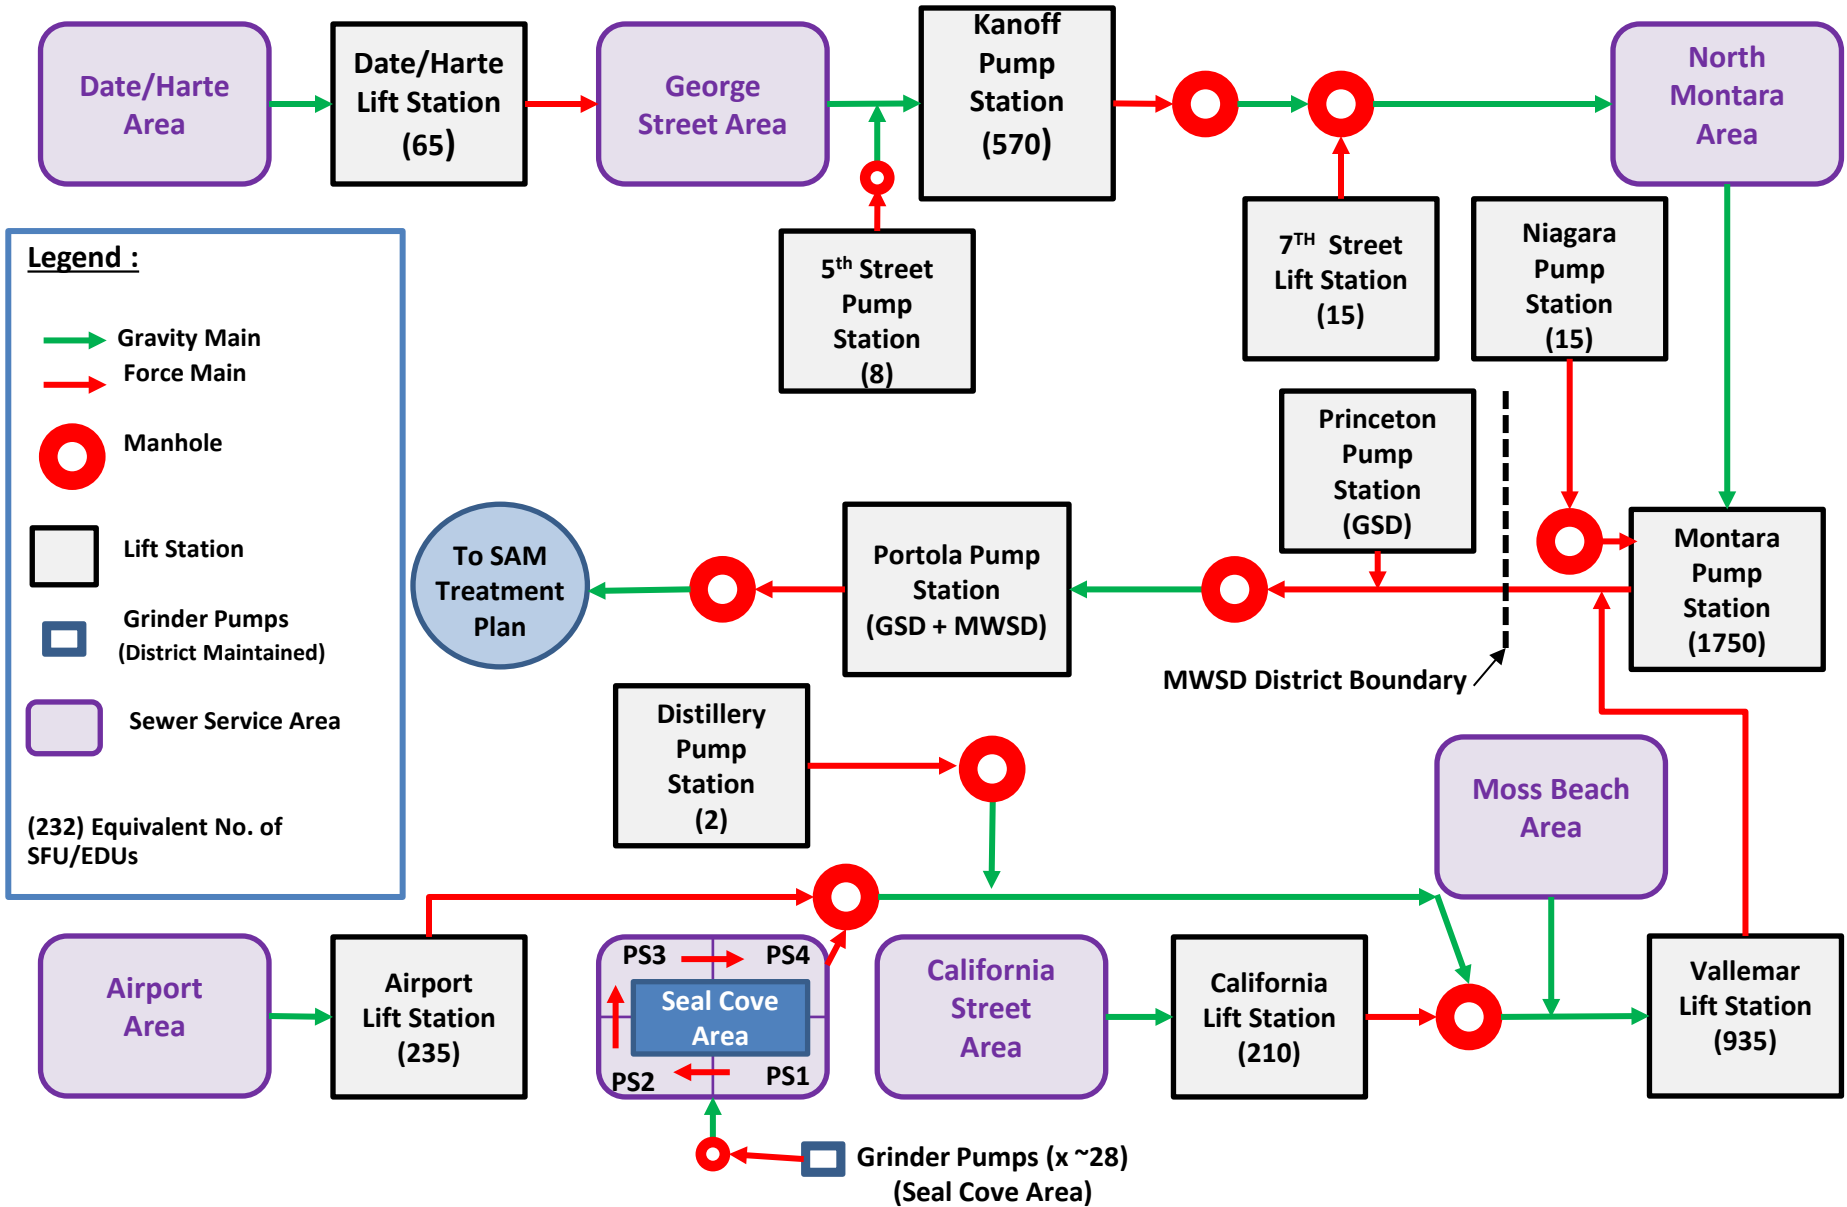 Date/Harte
Area
Date/Harte
Lift Station
(65)
George
Street Area
Kanoff
Pump
Station
(570)
North
Montara
Area
5th Street
Pump
Station
(8)
7TH Street
Lift Station
(15)
Niagara
Pump
Station
(15)
Legend :
Gravity Main
Force Main
Manhole
Lift Station
Grinder Pumps
(District Maintained)
Sewer Service Area
(232) Equivalent No. of
SFU/EDUs
Princeton
Pump
Station
(GSD)
To SAM
Treatment
Plan
Portola Pump
Station
(GSD + MWSD)
Montara
Pump
Station
(1750)
MWSD District Boundary
Distillery
Pump
Station
(2)
Moss Beach
Area
Airport
Area
Airport
Lift Station
(235)
PS3
PS4
Seal Cove
Area
PS2
PS1
California
Street
Area
California
Lift Station
(210)
Vallemar
Lift Station
(935)
Grinder Pumps (x ~28)
(Seal Cove Area)